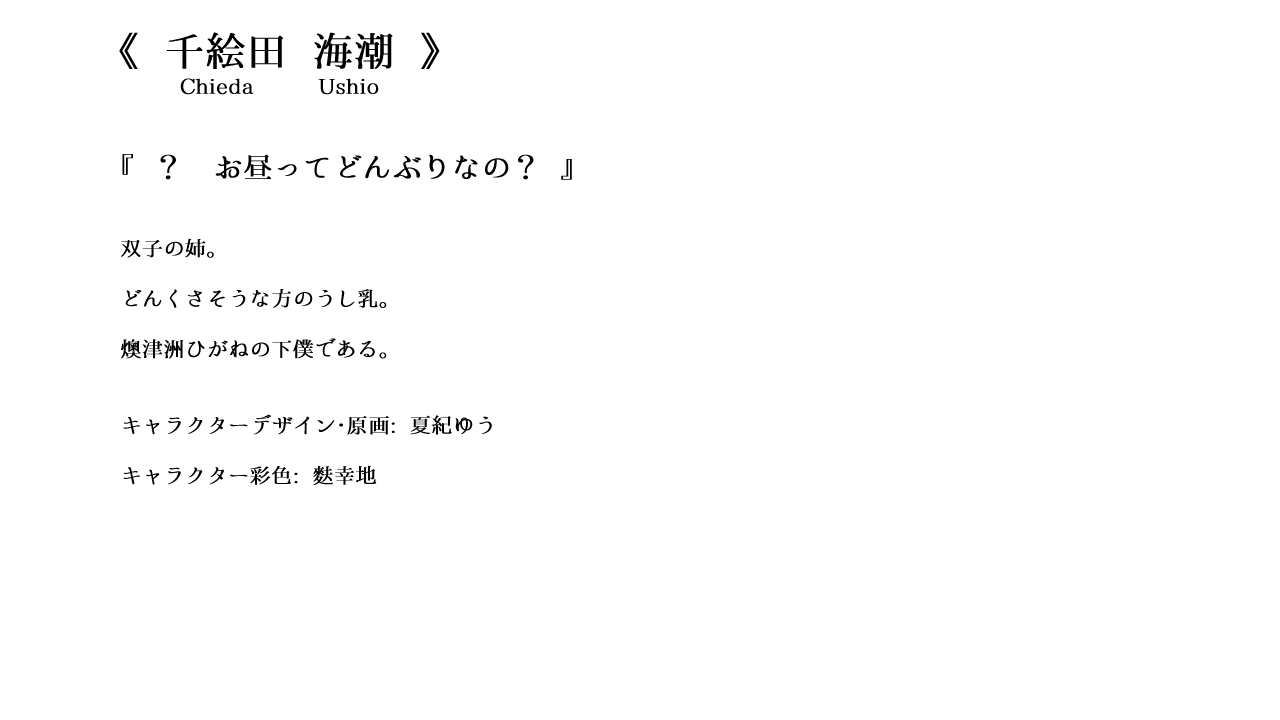 《 千絵田 海潮 》
Chieda Ushio
『 ? お昼ってどんぶりなの? 』
双子の姉。
どんくさそうな方のうし乳。
燠津洲ひがねの下僕である。
キャラクターデザイン・原画: 夏紀ゆう
キャラクター彩色: 麩幸地